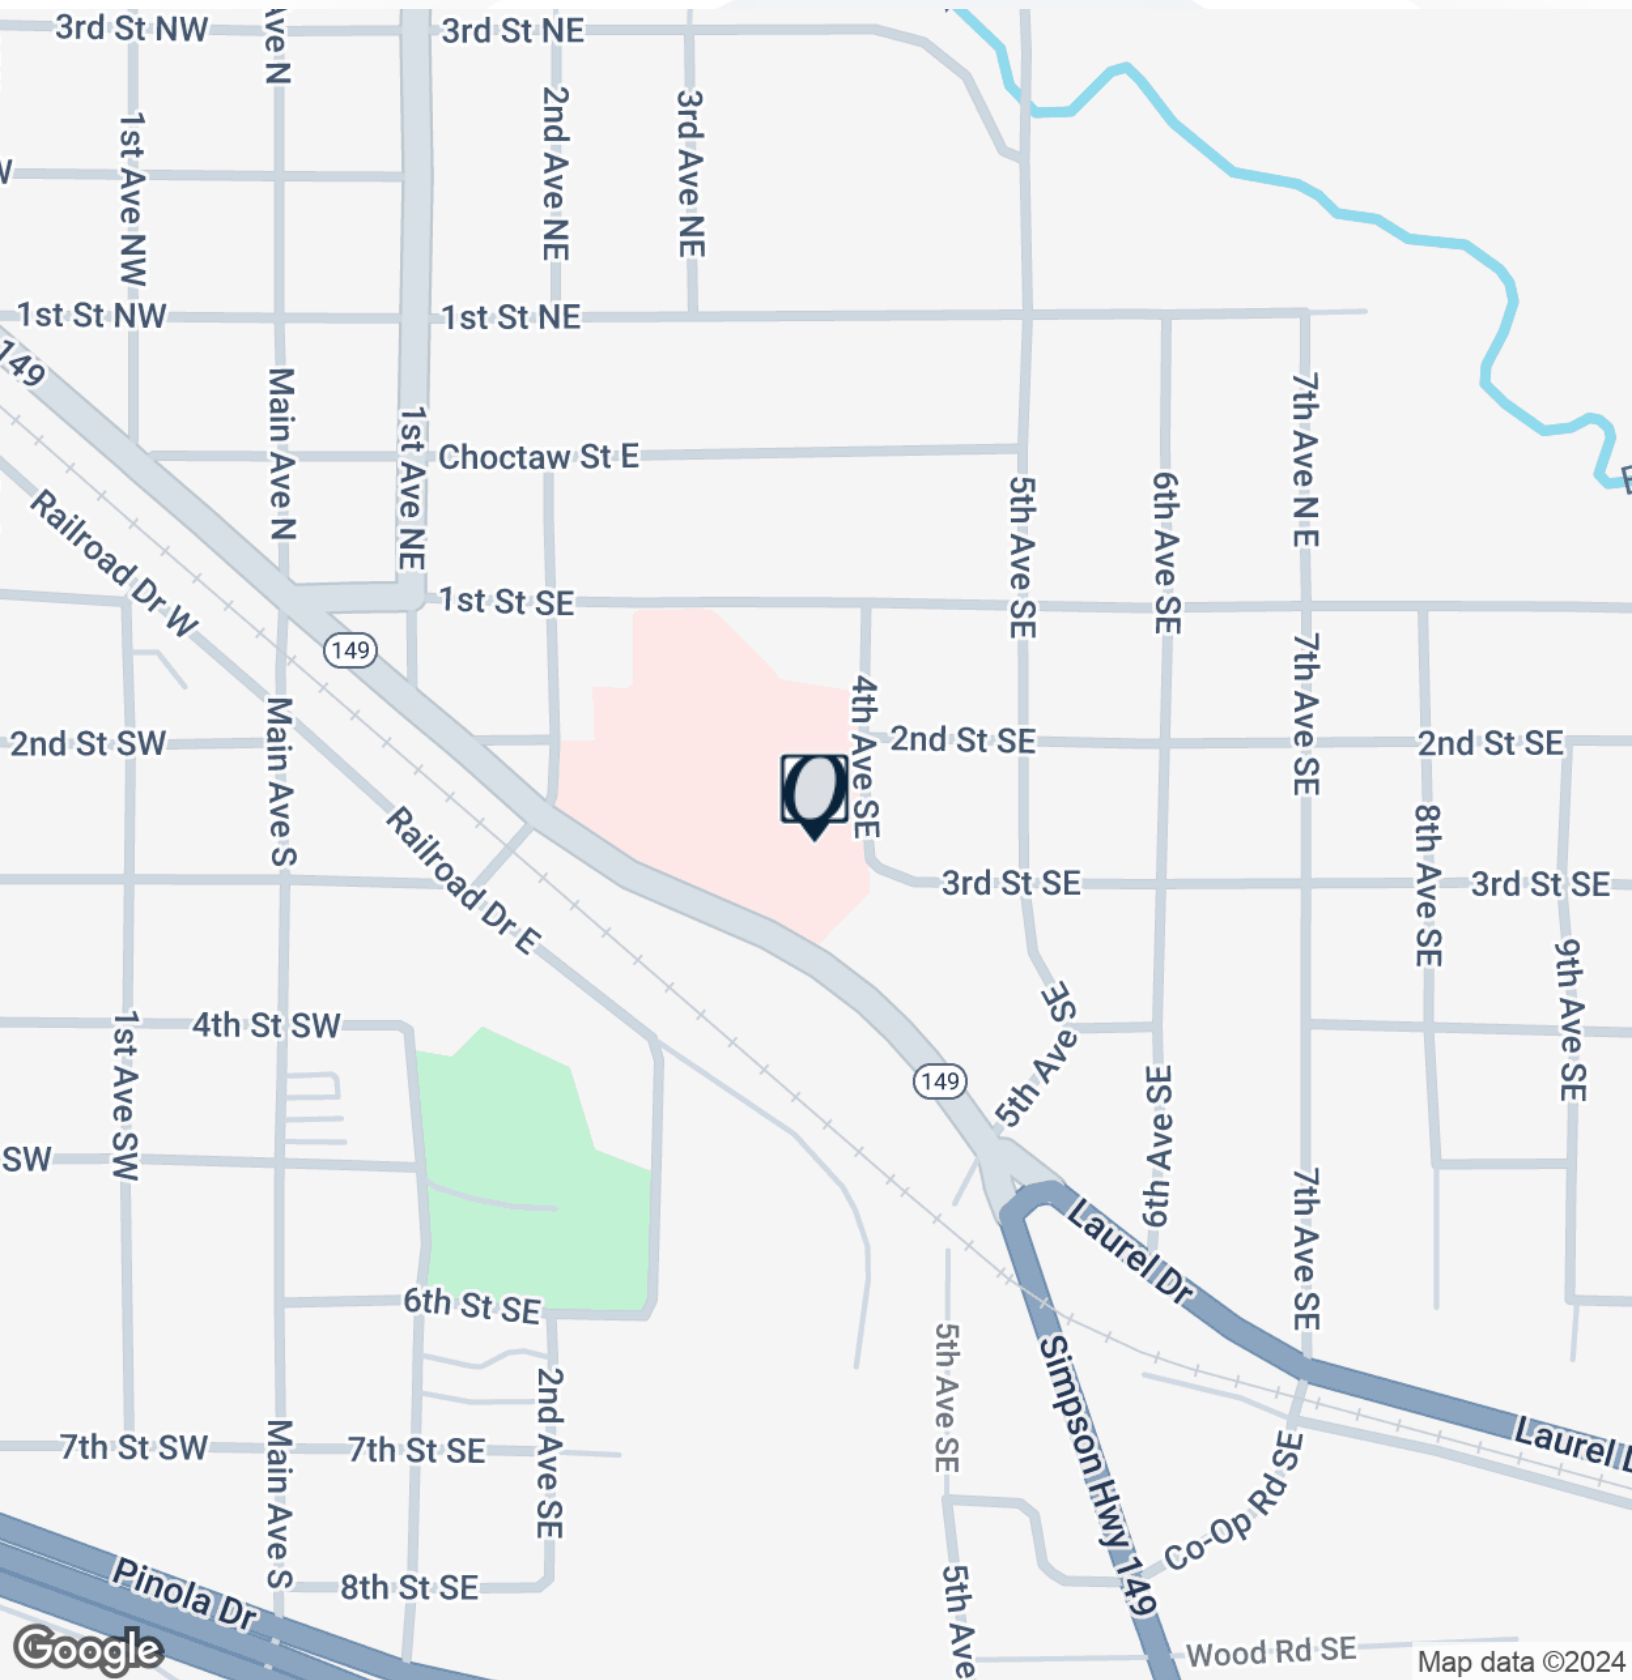 3rd St NW
Ave N
3rd St NE
1st Ave NW
2nd Ave NE
3rd Ave NE
1st St NW
1st St NE
149
Main Ave N
1st Ave NE
Choctaw St E
5th Ave SE
6th Ave SE
7th Ave N E
Railroad Dr W
1st St SE
149
2nd St SW
Main Ave S
4th Ave SE
2nd St SE
7th Ave SE
2nd St SE
Railroad Dr E
3rd St SE
8th Ave SE
3rd St SE
9th Ave SE
4th St SW
1st Ave SW
5th Ave SE
149
6th Ave SE
SW
Laurel Dr
7th Ave SE
6th St SE
5th Ave SE
Simpson Hwy 149
2nd Ave SE
Main Ave S
7th St SW
7th St SE
Laurel D
Co-Op Rd SE
Pinola Dr
8th St SE
5th Ave
Wood Rd SE
Google
Map data ©2024